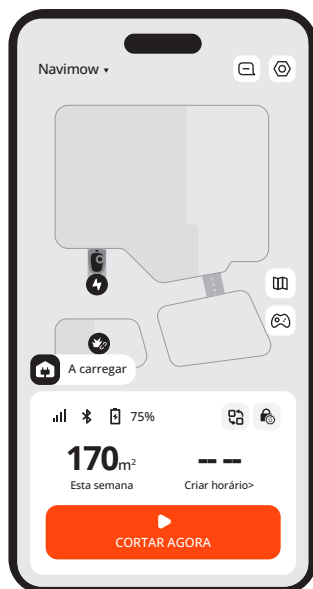 Navimow
A carregar
75%
170m²
-- --
Esta semana
Criar horário>
CORTAR AGORA